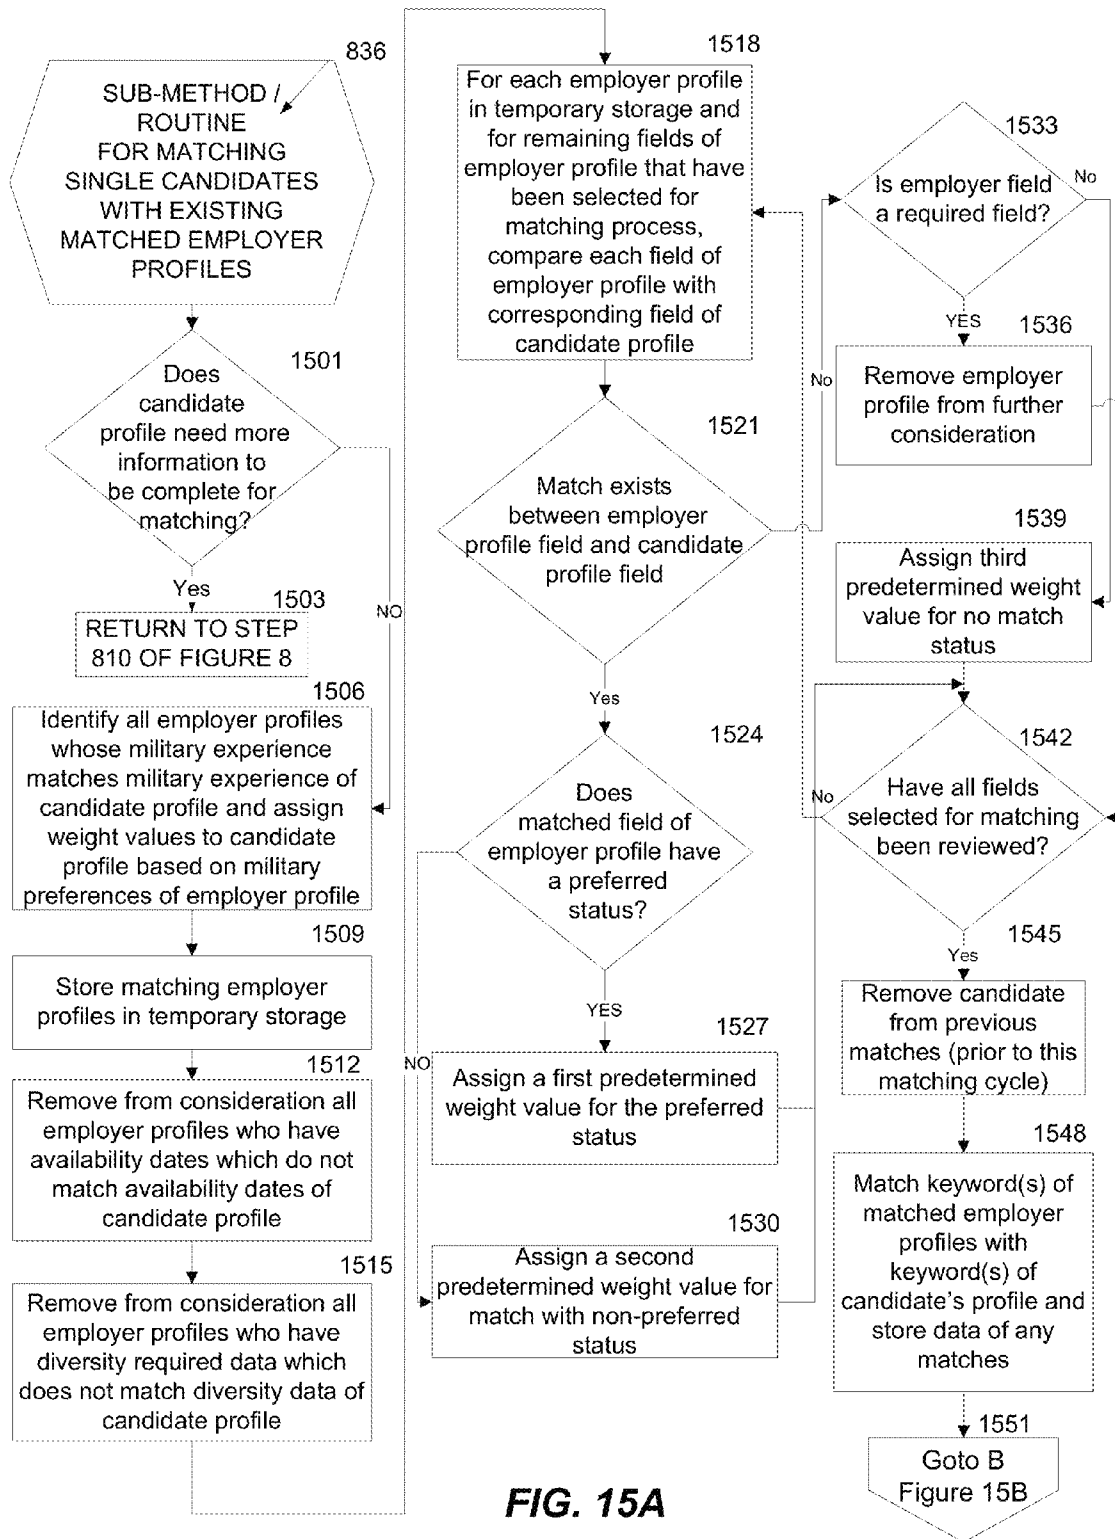 836
SUB-METHOD /
ROUTINE
FOR MATCHING
SINGLE CANDIDATES
WITH EXISTING
MATCHED EMPLOYER
PROFILES
1501
Does
candidate
profile need more
information to
be complete for
matching?
Yes
NO
1503
RETURN TO STEP
810 OF FIGURE 8
1506
Identify all employer profiles
whose military experience
matches military experience of
candidate profile and assign
weight values to candidate
profile based on military
preferences of employer profile
1509
Store matching employer
profiles in temporary storage
1512
Remove from consideration all
employer profiles who have
availability dates which do not
match availability dates of
candidate profile
1515
Remove from consideration all
employer profiles who have
diversity required data which
does not match diversity data of
candidate profile
1518
For each employer profile
in temporary storage and
for remaining fields of
employer profile that have
been selected for
matching process,
compare each field of
employer profile with
corresponding field of
candidate profile
1521
Match exists
between employer
profile field and candidate
profile field
No
Yes
1524
Does
matched field of
employer profile have
a preferred
status?
YES
NO
1527
Assign a first predetermined
weight value for the preferred
status
1530
Assign a second
predetermined weight value for
match with non-preferred
status
1533
Is employer field
a required field?
No
YES
1536
Remove employer
profile from further
consideration
1539
Assign third
predetermined weight
value for no match
status
1542
Have all fields
selected for matching
been reviewed?
No
Yes
1545
Remove candidate
from previous
matches (prior to this
matching cycle)
1548
Match keyword(s) of
matched employer
profiles with
keyword(s) of
candidate's profile and
store data of any
matches
1551
Goto B
Figure 15B
FIG. 15A